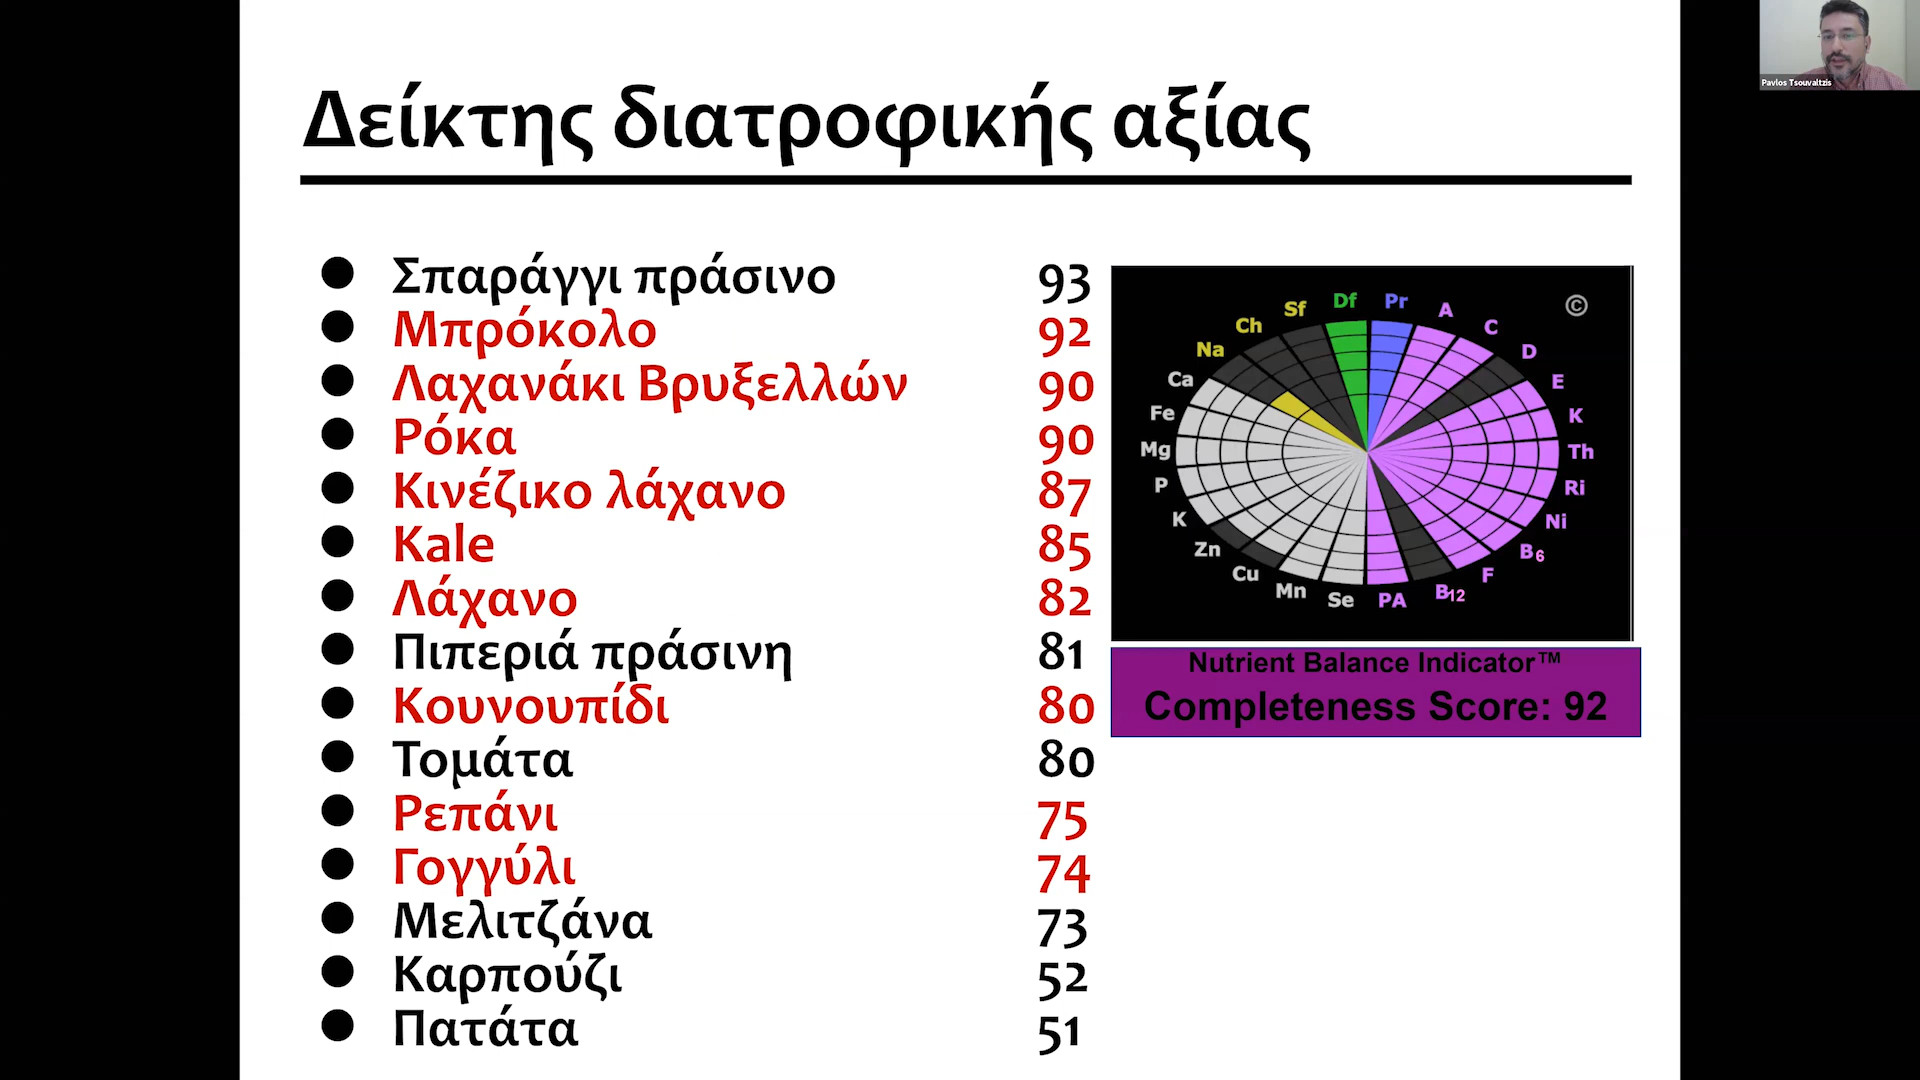 Δείκτης διατροφικής αξίας
Pavlos Tsouvaltzis
● Σπαράγγι πράσινο 93
● Μπρόκολο 92
● Λαχανάκι Βρυξελλών 90
● Ρόκα 90
● Κινέζικο λάχανο 87
● Kale 85
● Λάχανο 82
● Πιπεριά πράσινη 81
● Κουνουπίδι 80
● Τομάτα 80
● Ρεπάνι 75
● Γογγύλι 74
● Μελιτζάνα 73
● Καρπούζι 52
● Πατάτα 51
©
Df
Pr
A
C
D
E
K
Th
Ri
Ni
B6
F
B12
PA
Se
Mn
Cu
Zn
K
P
Mg
Fe
Ca
Na
Ch
Sf
Nutrient Balance Indicator™
Completeness Score: 92